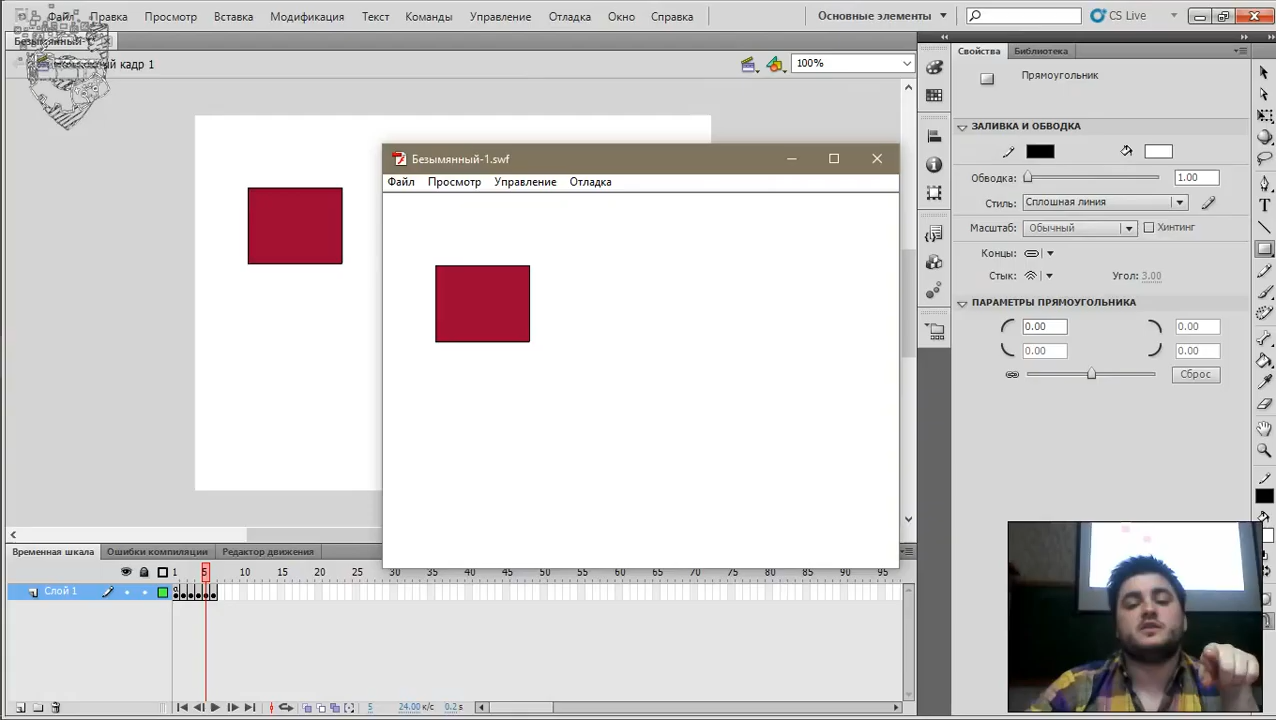 Файл Правка Просмотр Вставка Модификация Текст Команды Управление Отладка Окно Справка Основные элементы CS Live
Безымянный-1
кадр 1 100%
Свойства Библиотека
Прямоугольник
ЗАЛИВКА И ОБВОДКА
Обводка: 1.00
Стиль: Сплошная линия
Масштаб: Обычный Хинтинг
Концы:
Стык: Угол: 3.00
ПАРАМЕТРЫ ПРЯМОУГОЛЬНИКА
0.00 0.00
0.00 0.00
Сброс
Безымянный-1.swf
Файл Просмотр Управление Отладка
Временная шкала Ошибки компиляции Редактор движения
1 5 10 15 20 25 30 35 40 45 50 55 60 65 70 75 80 85 90 95
Слой 1
5 24.00 к/с 0.2 s